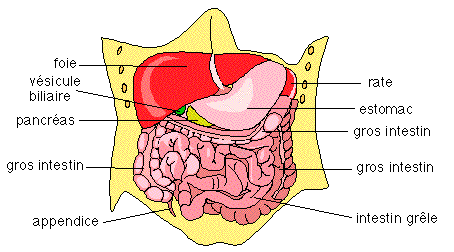 foie
vésicule
biliaire
pancréas
gros intestin
appendice
rate
estomac
gros intestin
gros intestin
intestin grêle